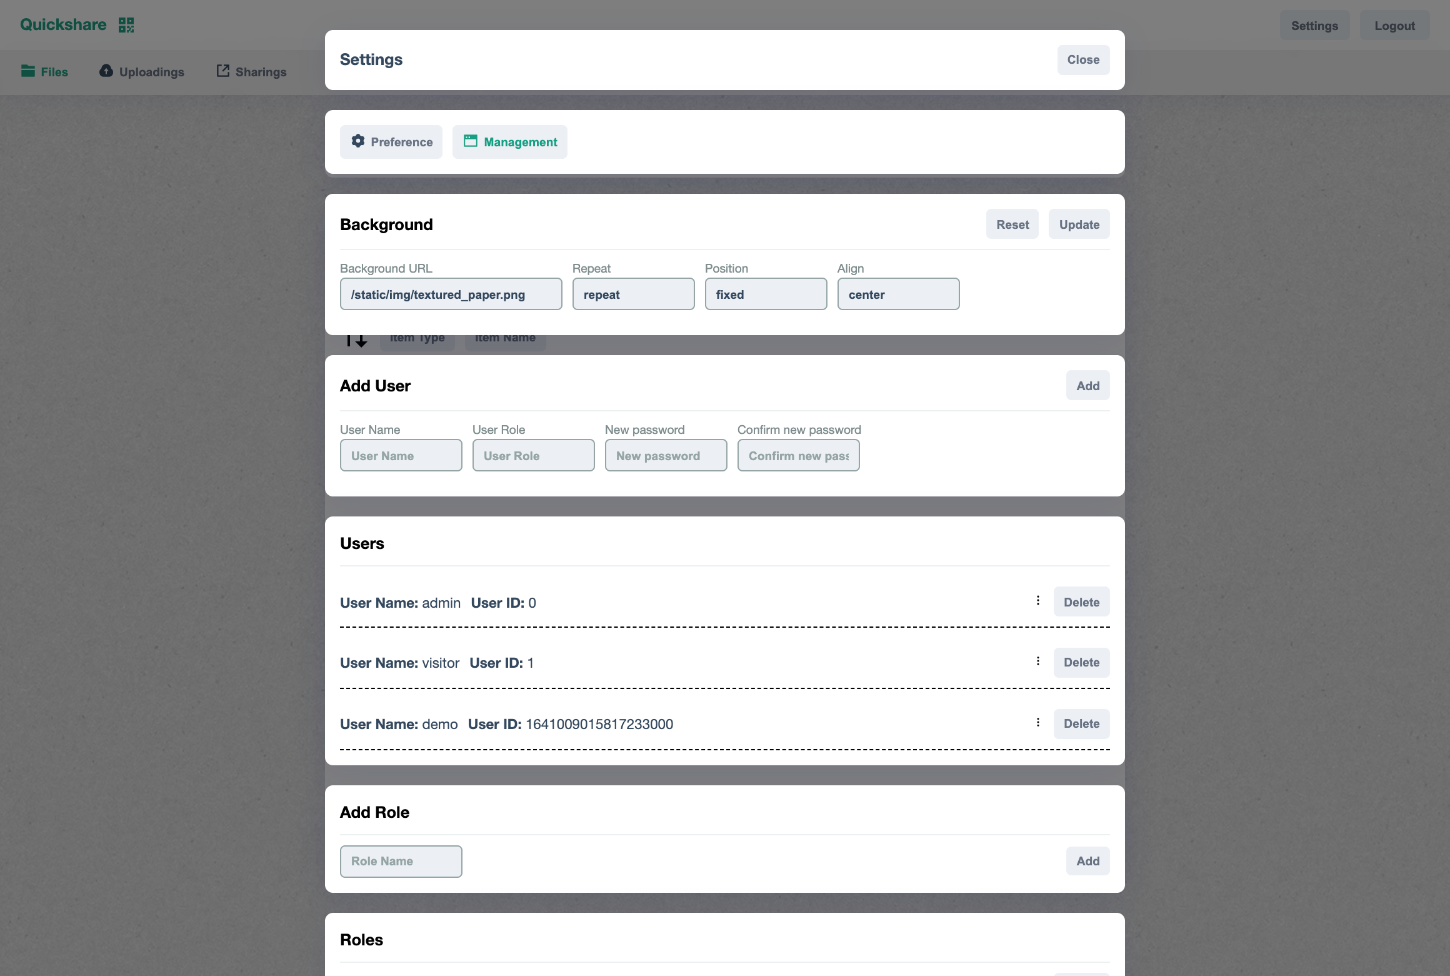 Quickshare
Settings
Logout
Files
Uploadings
Sharings
Settings
Close
Preference
Management
Background
Reset
Update
Background URL
Repeat
Position
Align
/static/img/textured_paper.png
repeat
fixed
center
Item Type
Item Name
Add User
Add
User Name
User Role
New password
Confirm new password
User Name
User Role
New password
Confirm new pass
Users
User Name: admin User ID: 0
Delete
User Name: visitor User ID: 1
Delete
User Name: demo User ID: 1641009015817233000
Delete
Add Role
Role Name
Add
Roles